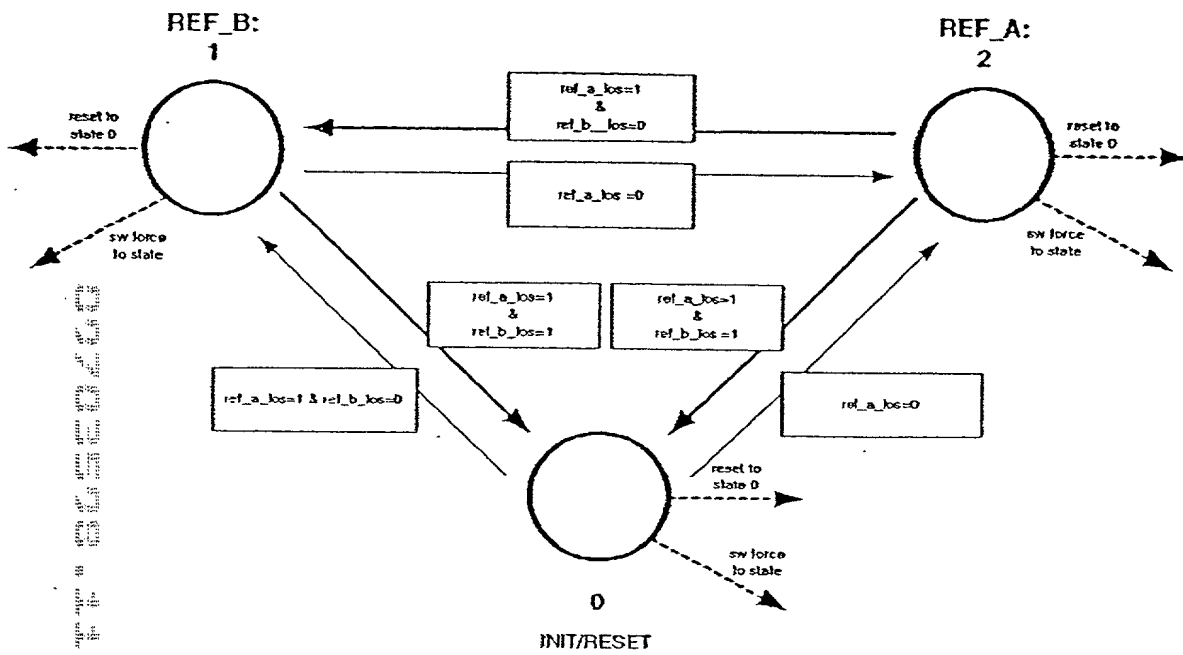 REF_B:
1
REF_A:
2
ref_a_los=1
&
ref_b_los=0
ref_a_los =0
reset to
state 0
sw force
to state
reset to
state 0
sw force
to state
ref_a_los=1
&
ref_b_los=1
ref_a_los=1
&
ref_b_los =1
ref_a_los=1 & ref_b_los=0
ref_a_los=0
reset to
state 0
sw force
to state
0
INIT/RESET